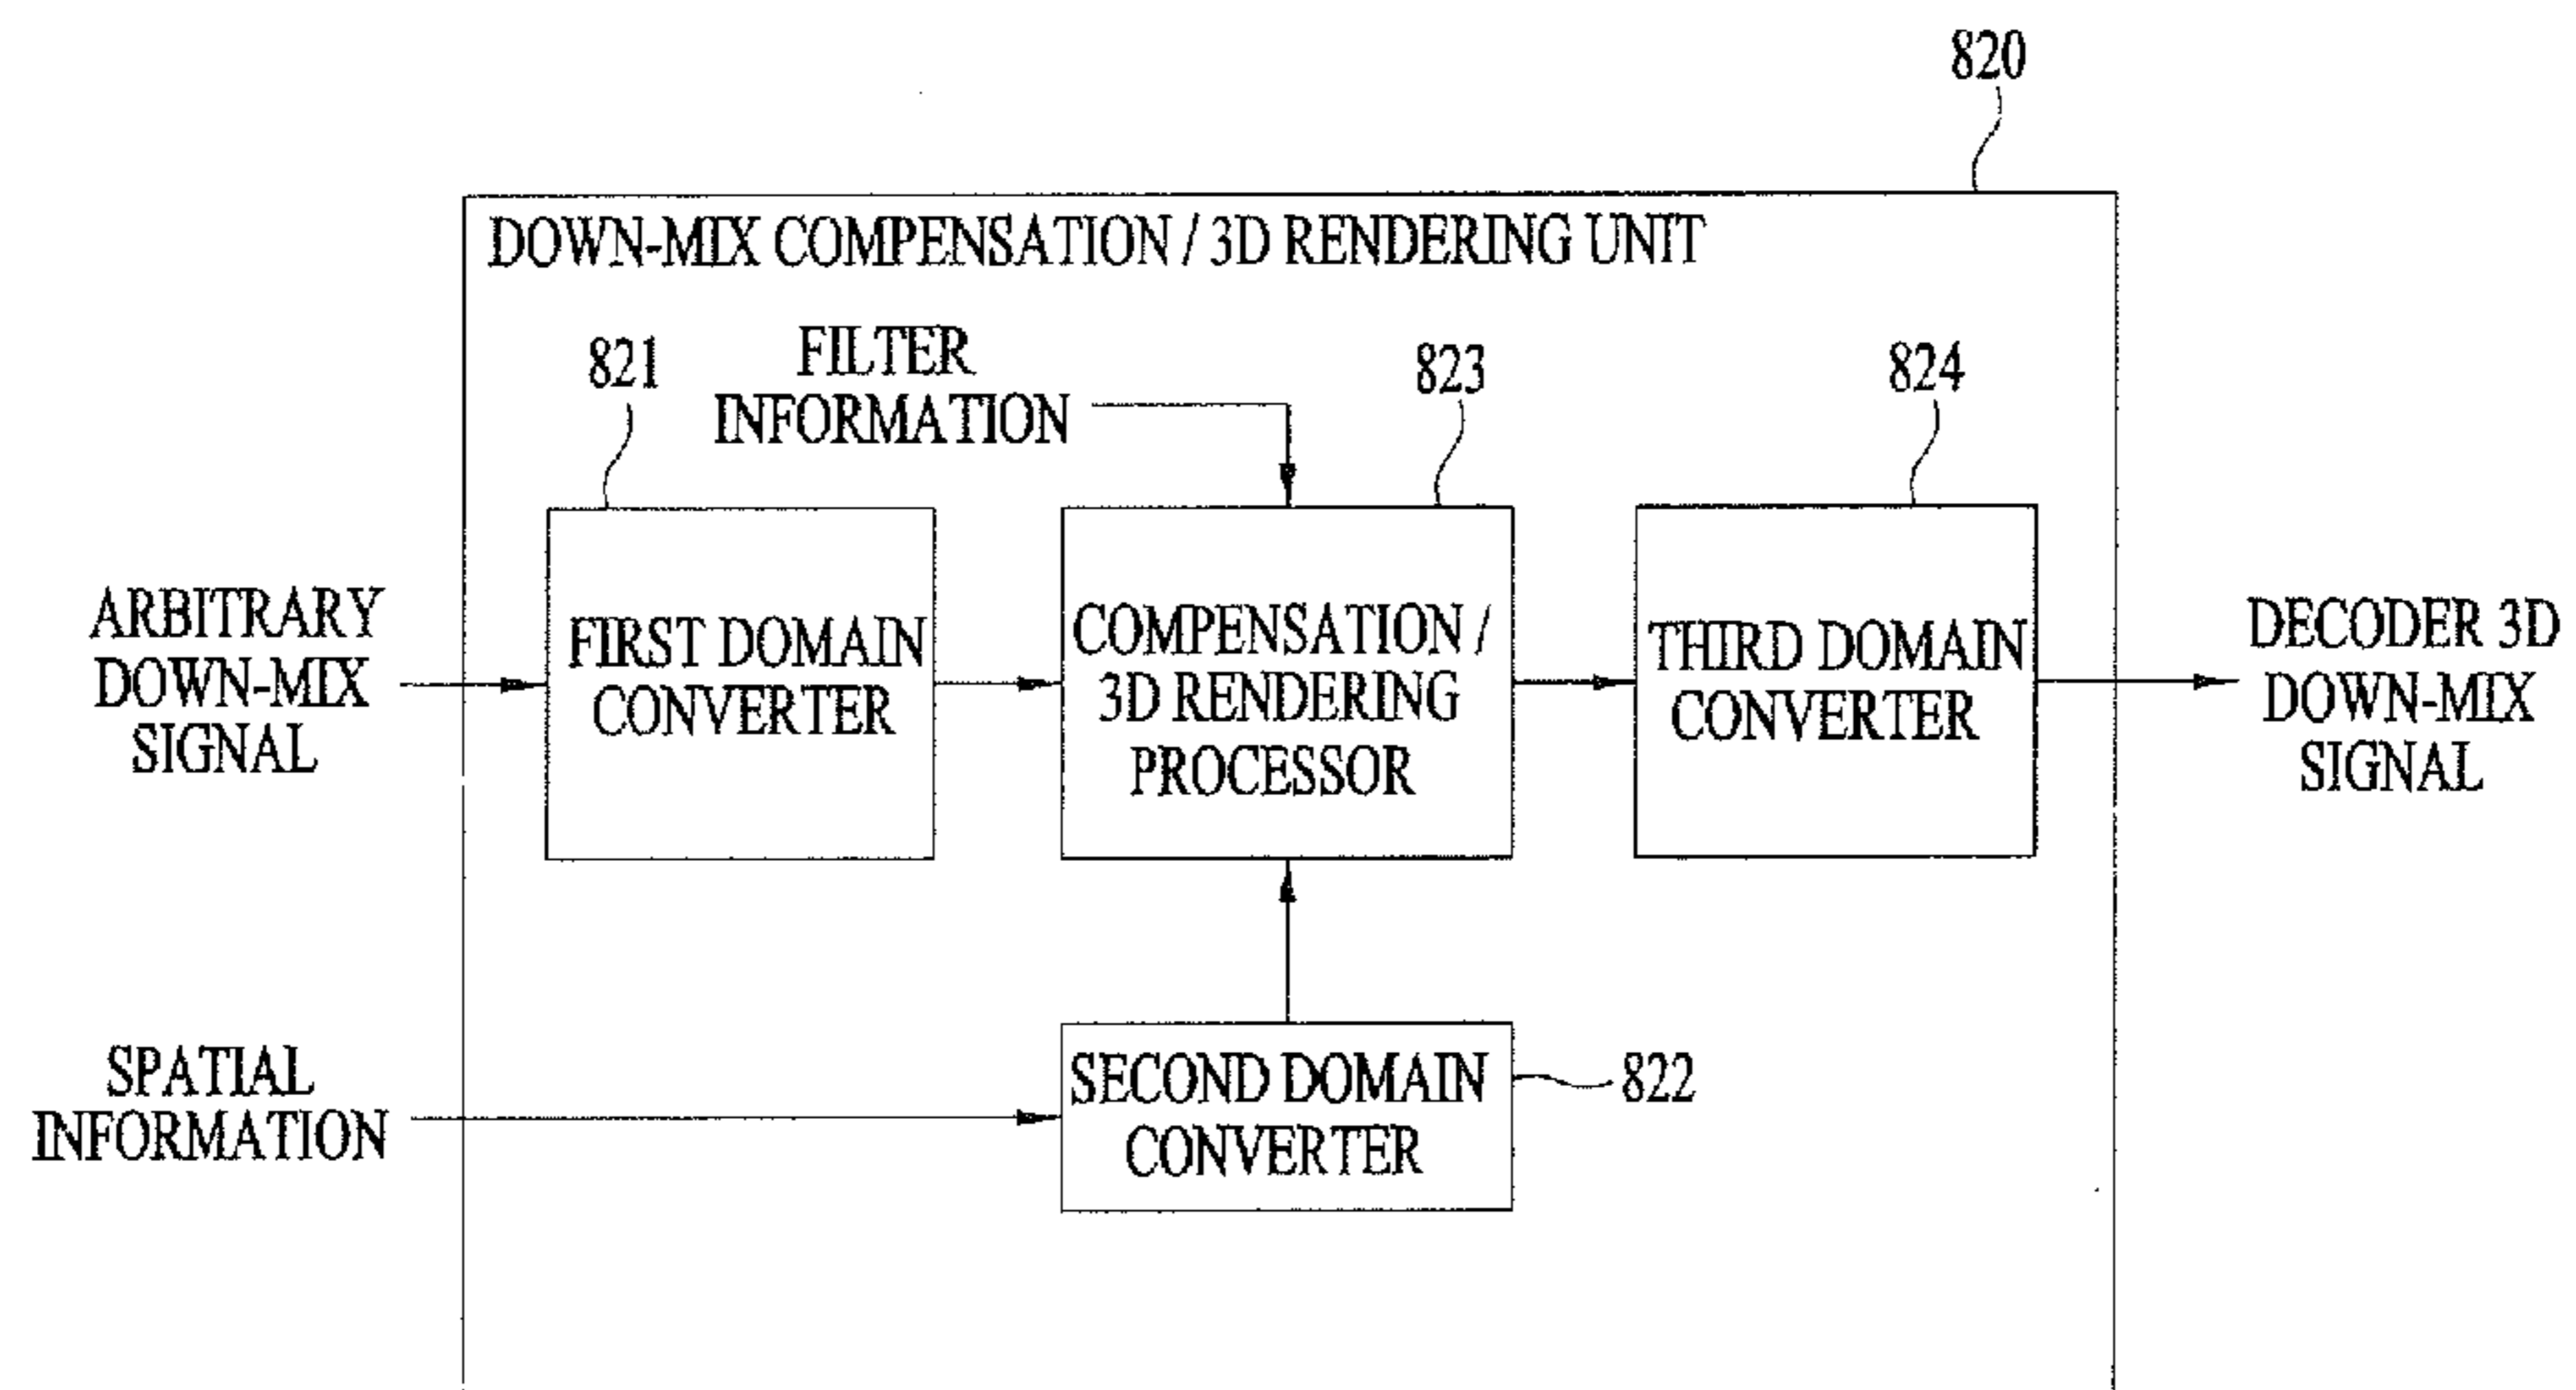 820
DOWN-MIX COMPENSATION / 3D RENDERING UNIT
821
FILTER
INFORMATION
823
824
ARBITRARY
DOWN-MIX
SIGNAL
FIRST DOMAIN
CONVERTER
COMPENSATION /
3D RENDERING
PROCESSOR
THIRD DOMAIN
CONVERTER
DECODER 3D
DOWN-MIX
SIGNAL
SPATIAL
INFORMATION
SECOND DOMAIN
CONVERTER
822